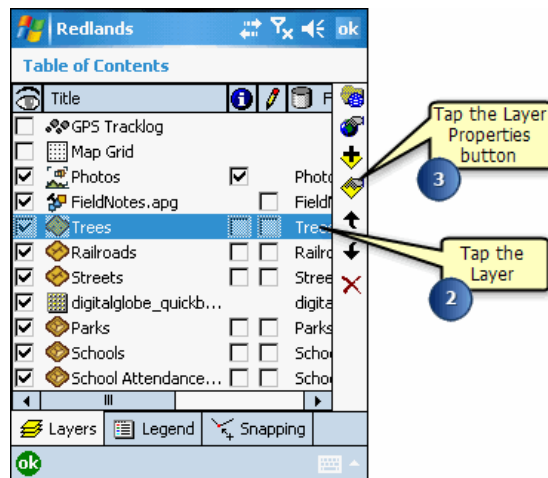 Redlands
ok
Table of Contents
Title
F
GPS Tracklog
Map Grid
Photos Photo
FieldNotes.apg Field
Trees Tree
Railroads Railro
Streets Stree
digitalglobe_quickb... digita
Parks Parks
Schools Schoo
School Attendance... Schoo
Layers Legend Snapping
ok
Tap the Layer
Properties
button
3
Tap the
Layer
2